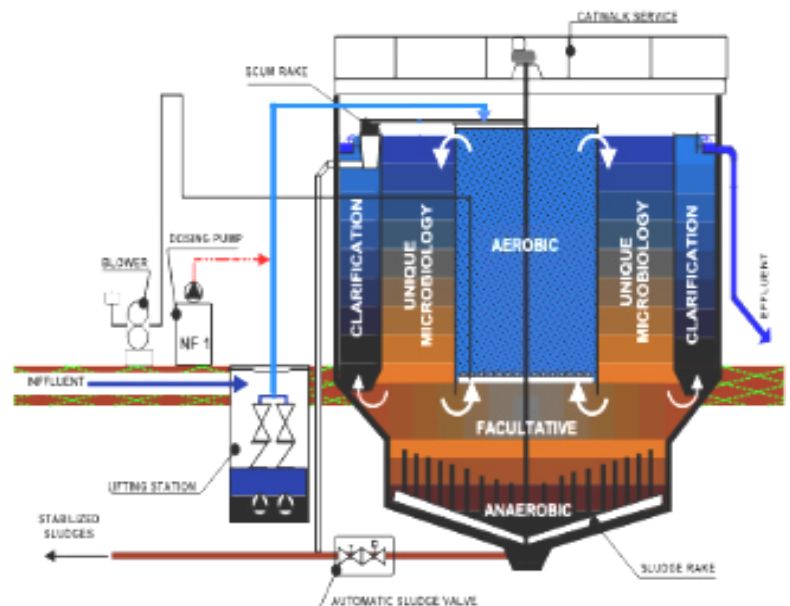 CATWALK SERVICE
SCUM RAKE
DOSING PUMP
BLOWER
NF 1
INFFLUENT
LIFTING STATION
STABILIZED
SLUDGES
AUTOMATIC SLUDGE VALVE
CLARIFICATION
UNIQUE
MICROBIOLOGY
AEROBIC
UNIQUE
MICROBIOLOGY
CLARIFICATION
EFFLUENT
FACULTATIVE
ANAEROBIC
SLUDGE RAKE